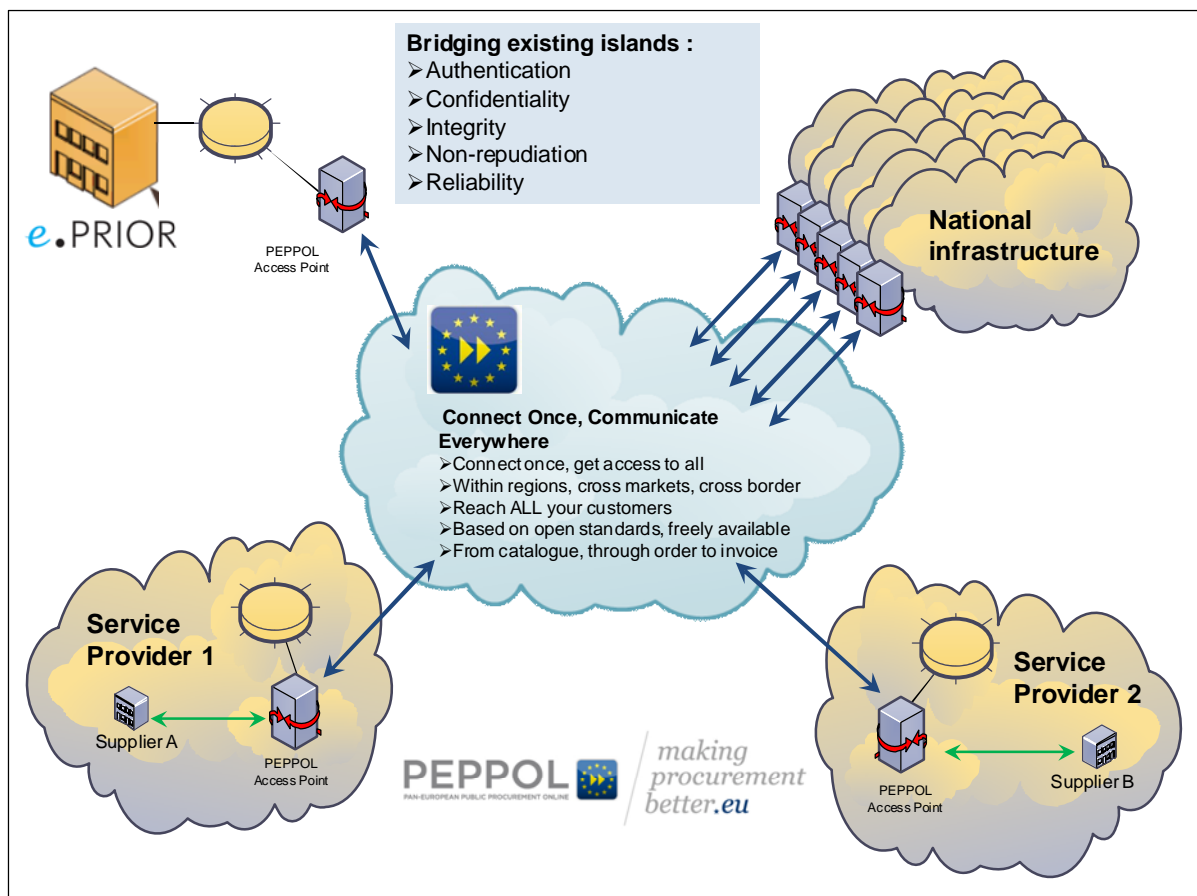 Bridging existing islands :
➢Authentication
➢Confidentiality
➢Integrity
➢Non-repudiation
➢Reliability
e.PRIOR
PEPPOL
Access Point
National
infrastructure
Connect Once, Communicate
Everywhere
➢Connect once, get access to all
➢Within regions, cross markets, cross border
➢Reach ALL your customers
➢Based on open standards, freely available
➢From catalogue, through order to invoice
Service
Provider 1
Supplier A
PEPPOL
Access Point
Service
Provider 2
PEPPOL
Access Point
Supplier B
PEPPOL
PAN-EUROPEAN PUBLIC PROCUREMENT ONLINE
making
procurement
better.eu